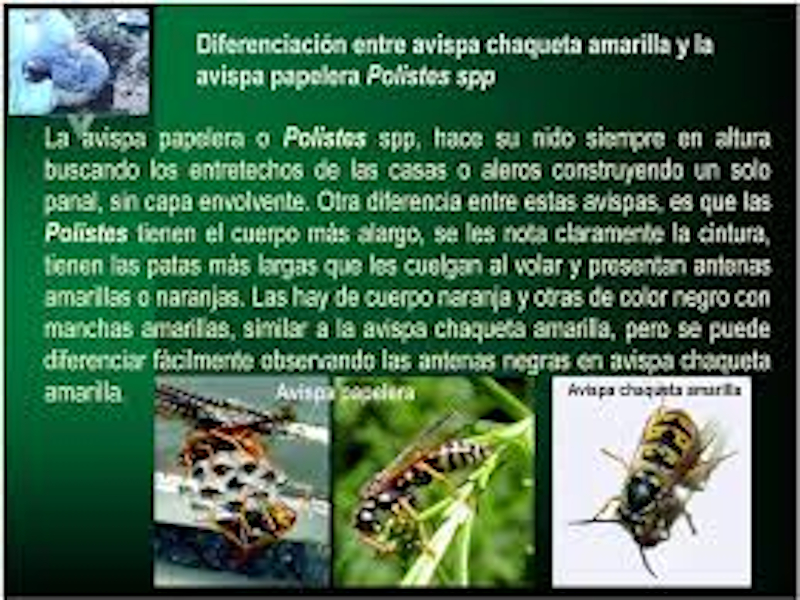 Diferenciación entre avispa chaqueta amarilla y la
avispa papelera Polistes spp
La avispa papelera o Polistes spp, hace su nido siempre en altura
buscando los entretechos de las casas o aleros construyendo un solo
panal, sin capa envolvente. Otra diferencia entre estas avispas, es que las
Polistes tienen el cuerpo más alargo, se les nota claramente la cintura,
tienen las patas más largas que les cuelgan al volar y presentan antenas
amarillas o naranjas. Las hay de cuerpo naranja y otras de color negro con
manchas amarillas, similar a la avispa chaqueta amarilla, pero se puede
diferenciar fácilmente observando las antenas negras en avispa chaqueta
amarilla.
Avispa papelera
Avispa chaqueta amarilla